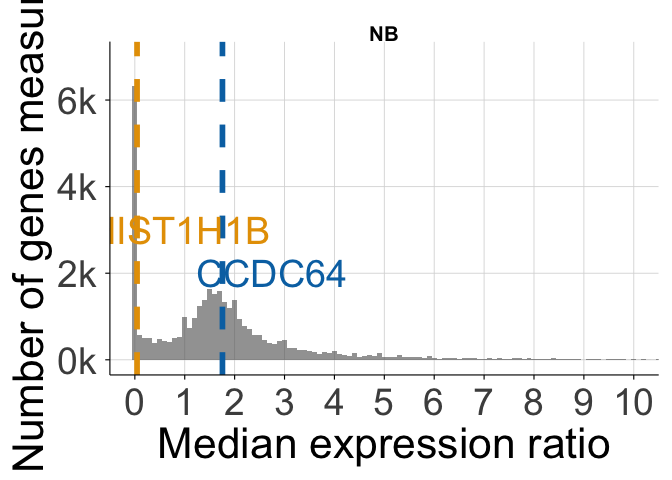 NB
Number of genes
6k
4k
2k
0k
HIST1H1B
CCDC64
0 1 2 3 4 5 6 7 8 9 10
Median expression ratio